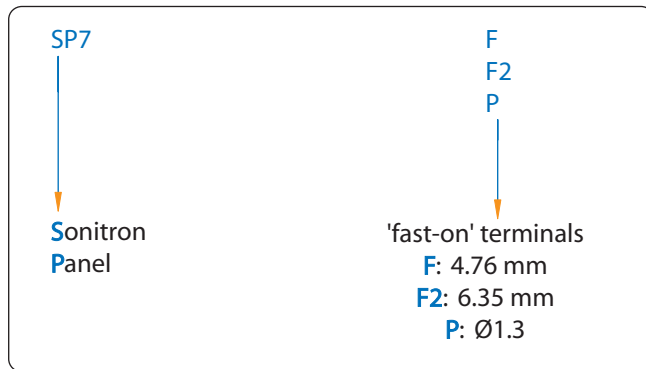 SP7
Sonitron
Panel
F
F2
P
'fast-on' terminals
F: 4.76 mm
F2: 6.35 mm
P: Ø1.3